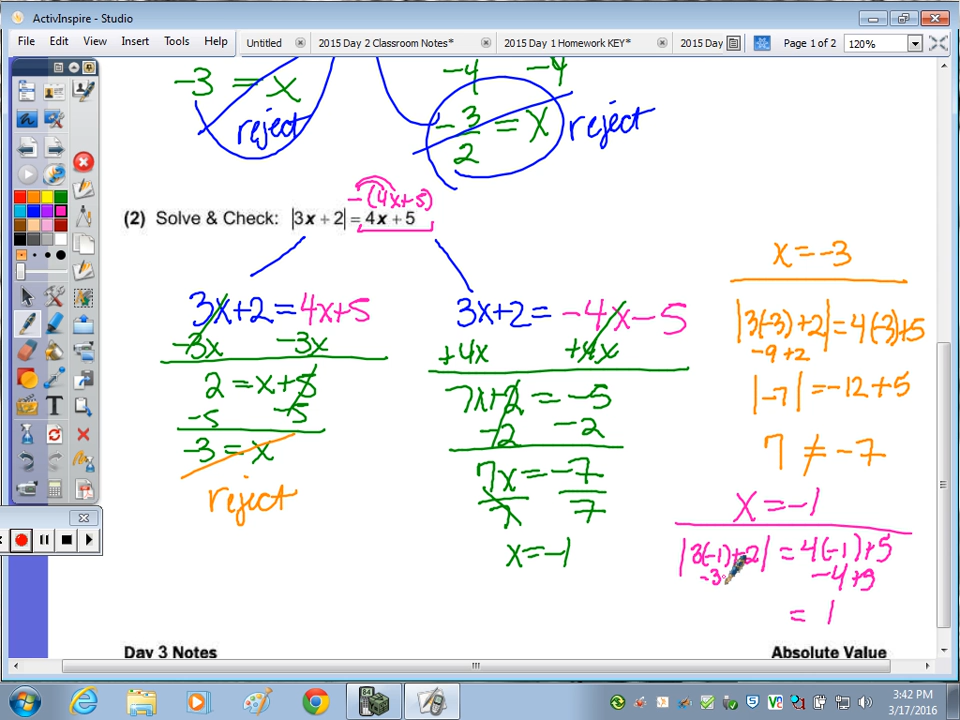 ActivInspire - Studio
File Edit View Insert Tools Help
Untitled 2015 Day 2 Classroom Notes* 2015 Day 1 Homework KEY* 2015 Day Page 1 of 2 120%
-3 = x
reject
-4 -4
-3/2 = x reject
-(4x+5)
(2) Solve & Check: |3x + 2| = 4x + 5
3x+2=4x+5
-3x -3x
2 = x+5
-5 -5
-3 = x
reject
3x+2= -4x-5
+4x +4x
7x+2 = -5
-2 -2
7x = -7
7 7
x=-1
x = -3
|3(-3)+2|=4(-3)+5
-9+2
|-7| = -12+5
7 ≠ -7
x = -1
|3(-1)+2| = 4(-1)+5
-3 -4+5
= 1
Day 3 Notes Absolute Value
3:42 PM
3/17/2016